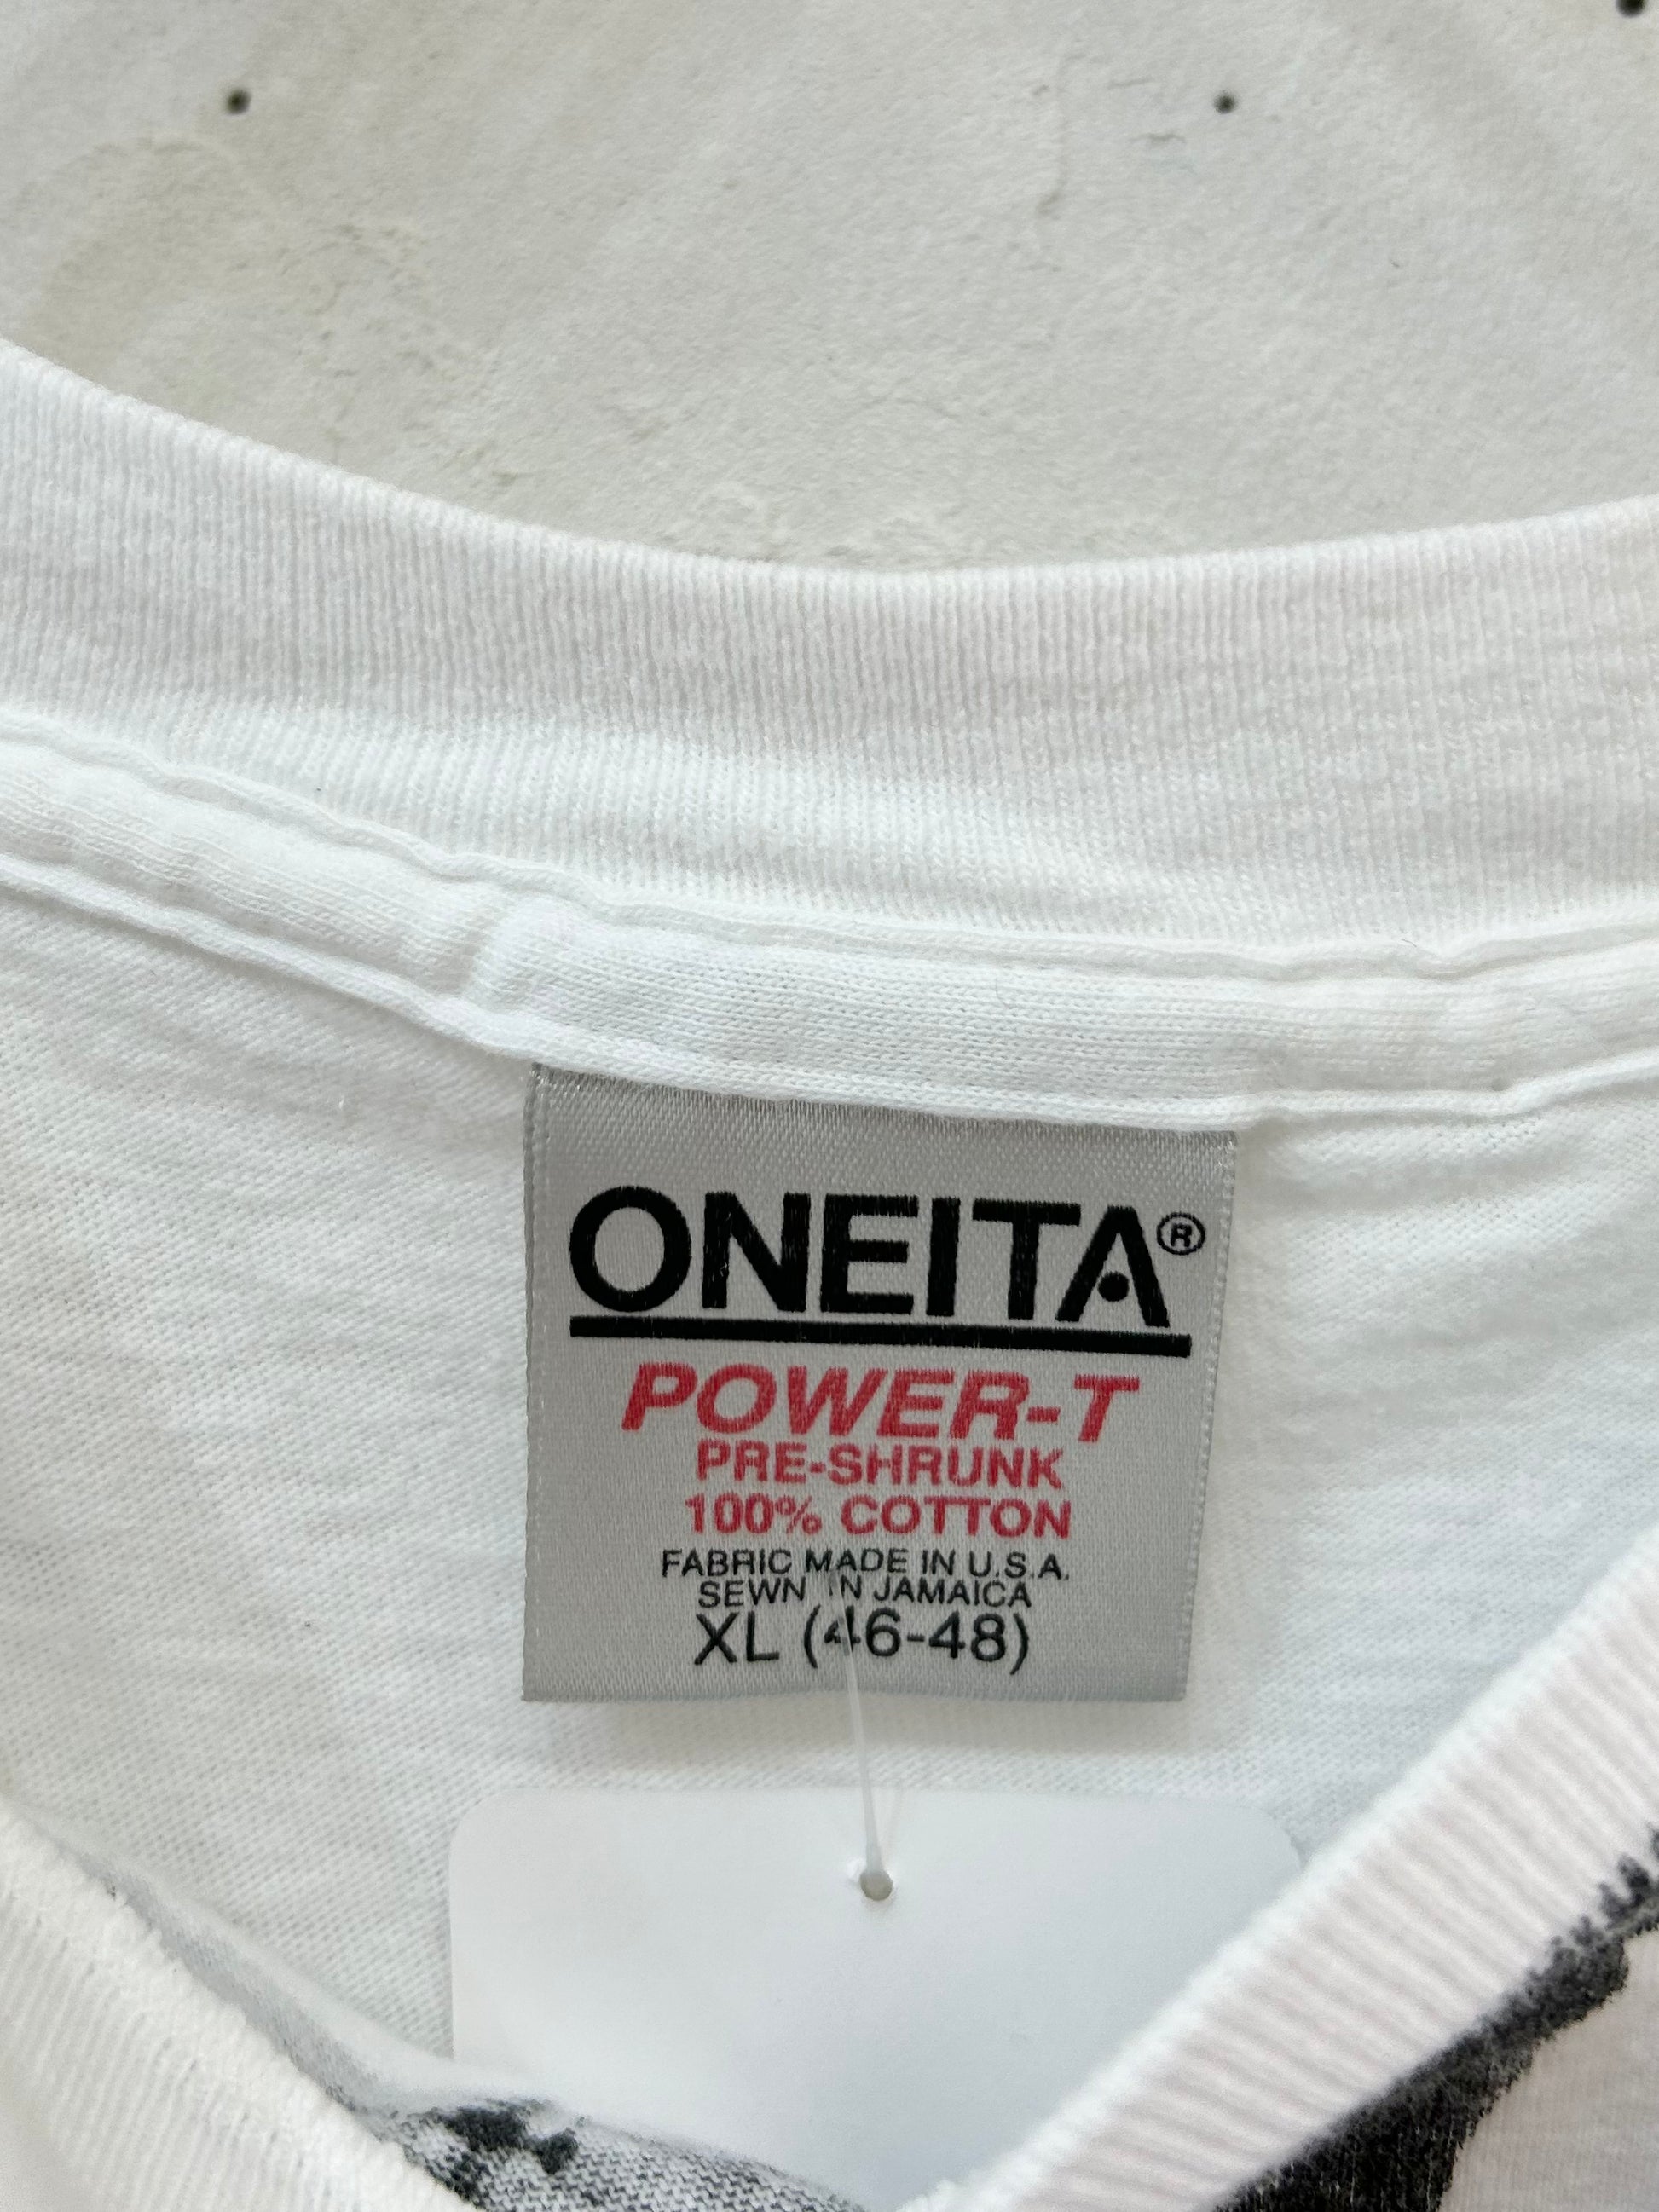 ONEITA®
POWER-T
PRE-SHRUNK
100% COTTON
FABRIC MADE IN U.S.A.
SEWN IN JAMAICA
XL (46-48)